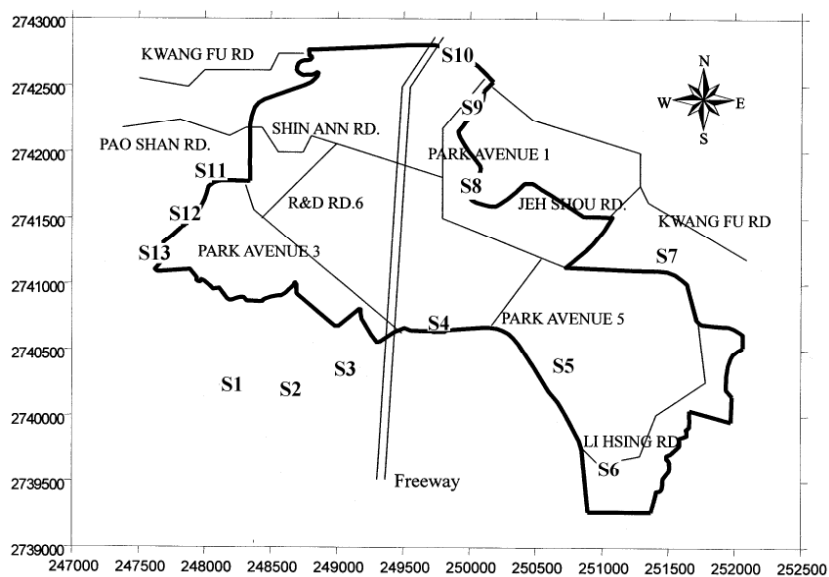 2743000
KWANG FU RD
S10
N
2742500
S9
W
E
S
SHIN ANN RD.
PAO SHAN RD.
2742000
PARK AVENUE 1
S11
S8
R&D RD.6
JEH SHOU RD.
S12
2741500
KWANG FU RD
S13
PARK AVENUE 3
S7
2741000
S4
PARK AVENUE 5
2740500
S3
S5
S1
S2
2740000
LI HSING RD
S6
2739500
Freeway
2739000
247000 247500 248000 248500 249000 249500 250000 250500 251000 251500 252000 252500